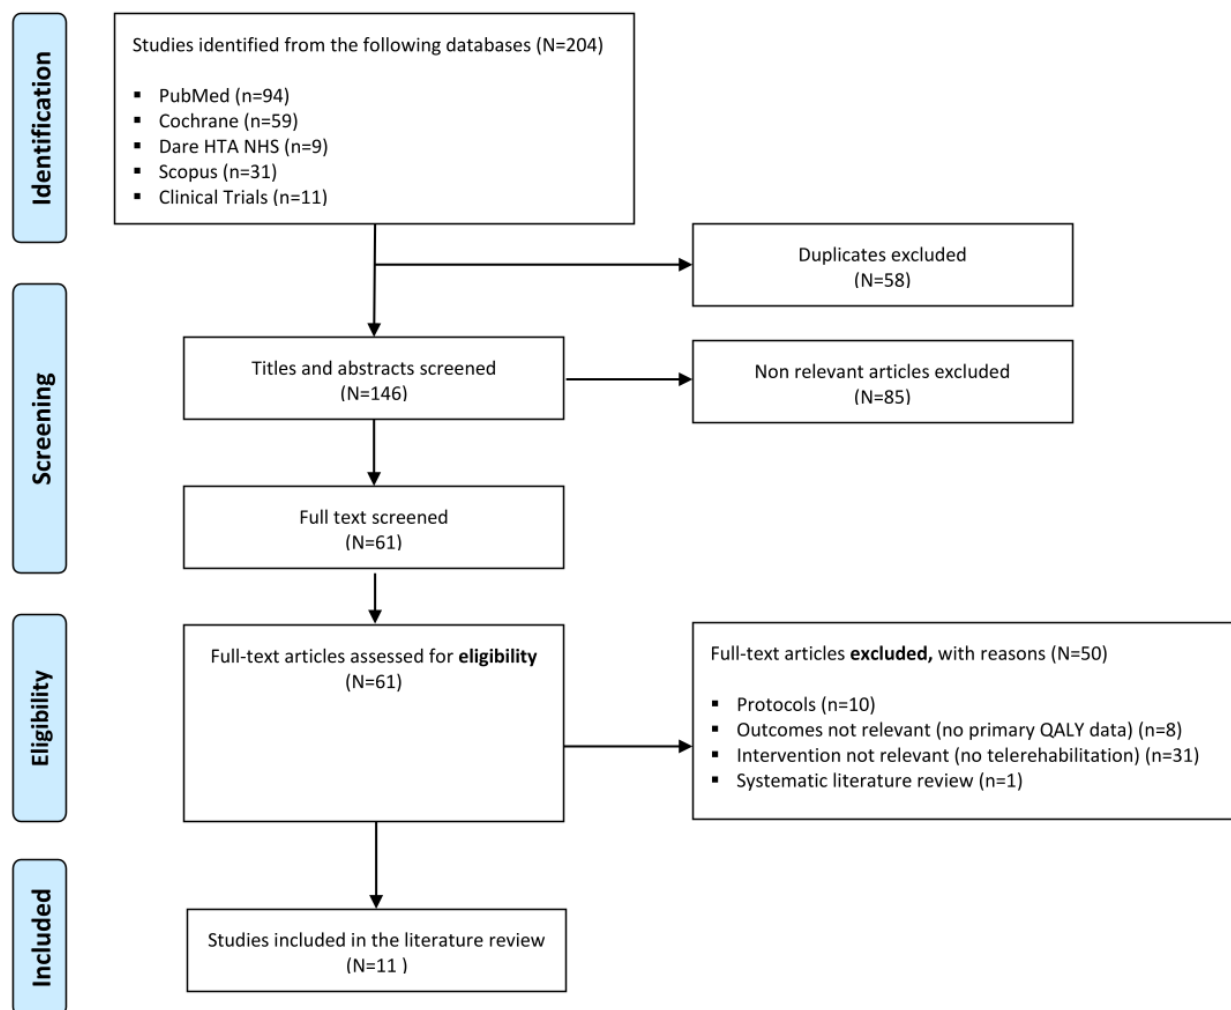 Identification
Studies identified from the following databases (N=204)
▪ PubMed (n=94)
▪ Cochrane (n=59)
▪ Dare HTA NHS (n=9)
▪ Scopus (n=31)
▪ Clinical Trials (n=11)
Duplicates excluded
(N=58)
Screening
Titles and abstracts screened
(N=146)
Non relevant articles excluded
(N=85)
Full text screened
(N=61)
Eligibility
Full-text articles assessed for eligibility
(N=61)
Full-text articles excluded, with reasons (N=50)
▪ Protocols (n=10)
▪ Outcomes not relevant (no primary QALY data) (n=8)
▪ Intervention not relevant (no telerehabilitation) (n=31)
▪ Systematic literature review (n=1)
Included
Studies included in the literature review
(N=11 )